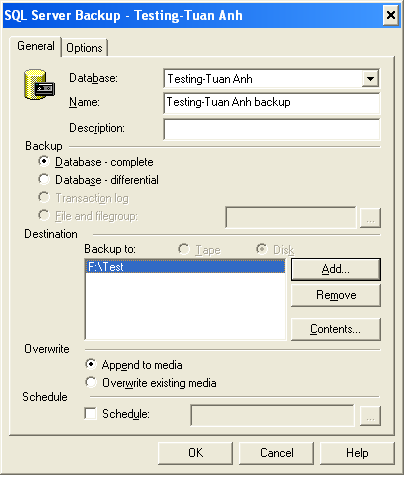 SQL Server Backup - Testing-Tuan Anh
General Options
Database: Testing-Tuan Anh
Name: Testing-Tuan Anh backup
Description:
Backup
Database - complete
Database - differential
Transaction log
File and filegroup: ...
Destination
Backup to: Tape Disk
F:\Test
Add...
Remove
Contents...
Overwrite
Append to media
Overwrite existing media
Schedule
Schedule: ...
OK Cancel Help